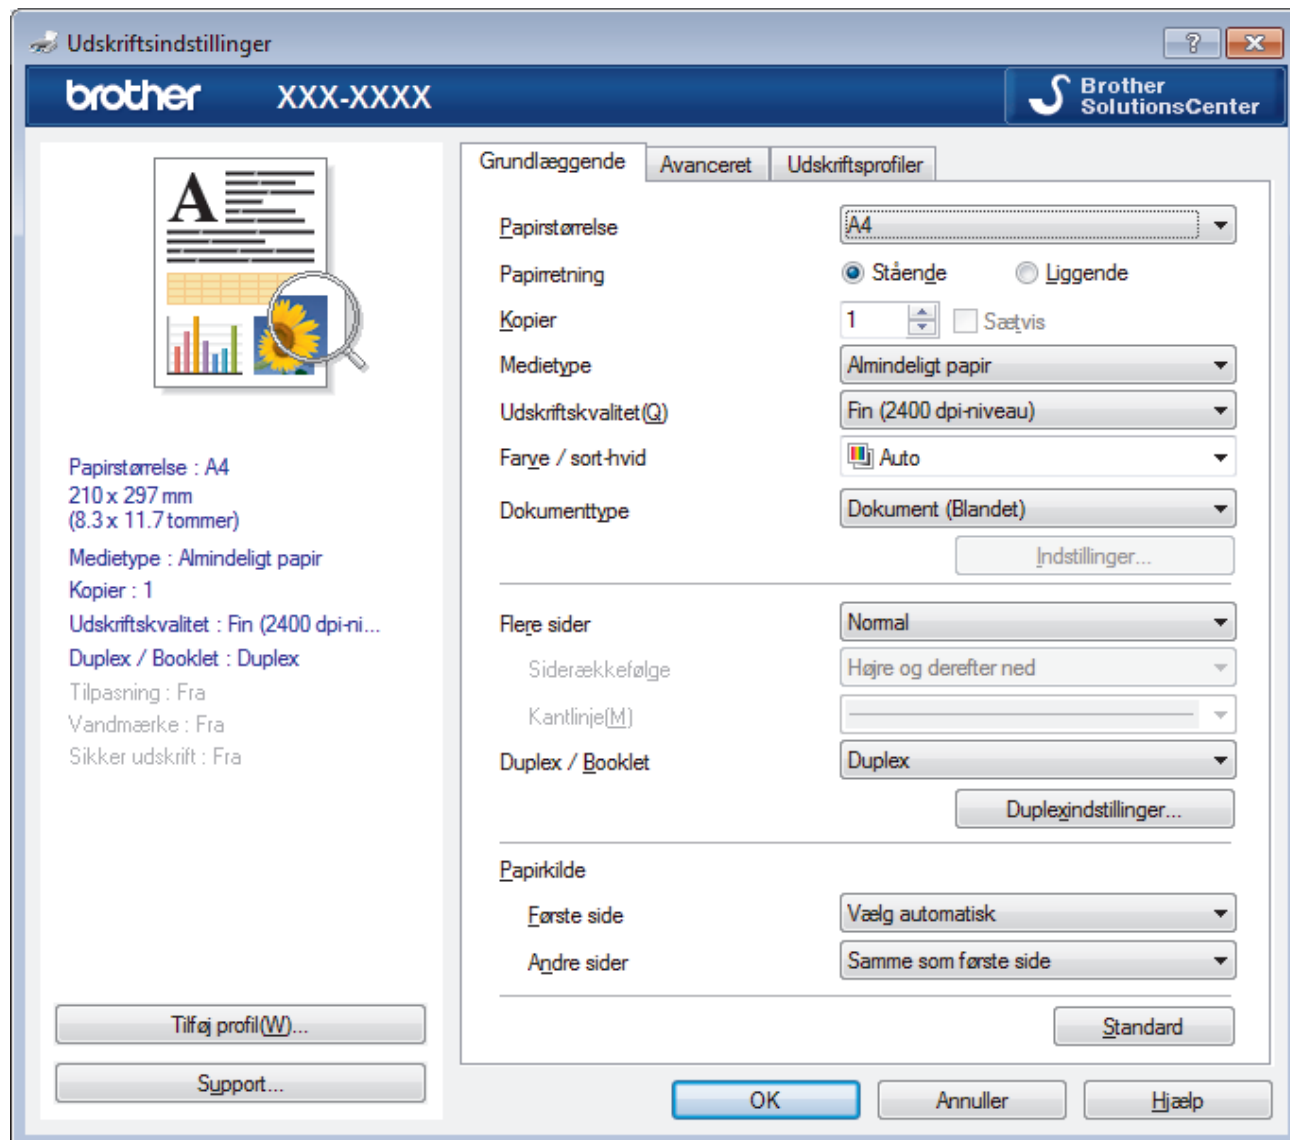 Udskriftsindstillinger
brother XXX-XXXX
Brother
SolutionsCenter
A
Papirstørrelse : A4
210 x 297 mm
(8.3 x 11.7 tommer)
Medietype : Almindeligt papir
Kopier : 1
Udskriftskvalitet : Fin (2400 dpi-ni...
Duplex / Booklet : Duplex
Tilpasning : Fra
Vandmærke : Fra
Sikker udskrift : Fra
Tilføj profil(W)...
Support...
Grundlæggende Avanceret Udskriftsprofiler
Papirstørrelse A4
Papirretning Stående Liggende
Kopier 1 Sætvis
Medietype Almindeligt papir
Udskriftskvalitet(Q) Fin (2400 dpi-niveau)
Farve / sort-hvid Auto
Dokumenttype Dokument (Blandet)
Indstillinger...
Flere sider Normal
Siderækkefølge Højre og derefter ned
Kantlinje(M)
Duplex / Booklet Duplex
Duplexindstillinger...
Papirkilde
Første side Vælg automatisk
Andre sider Samme som første side
Standard
OK Annuller Hjælp